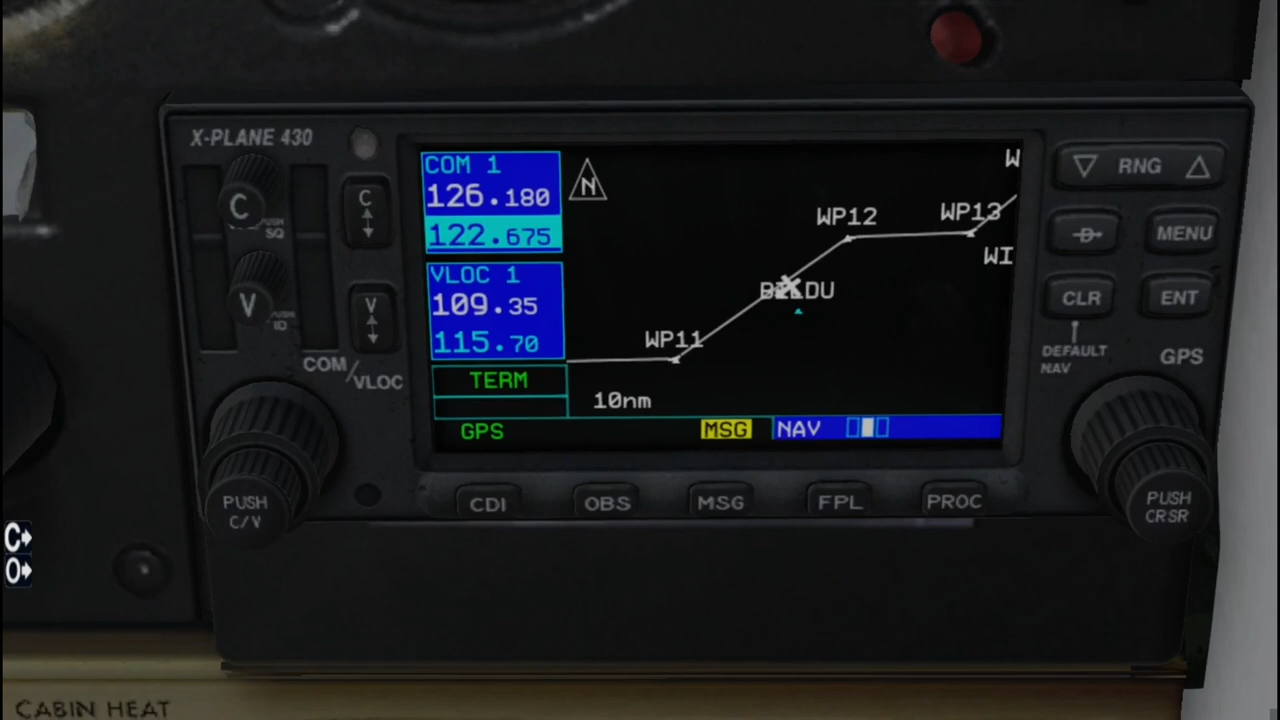 X-PLANE 430
C
PUSH
SQ
V
PUSH
ID
COM/VLOC
PUSH
C/V
C
V
COM 1
126.180
122.675
VLOC 1
109.35
115.70
TERM
GPS
N
W
WP12
WP13
WI
WP11
10nm
MSG
NAV
CDI
OBS
MSG
FPL
PROC
RNG
D
MENU
CLR
ENT
DEFAULT
NAV
GPS
PUSH
CRSR
C
O
CABIN HEAT